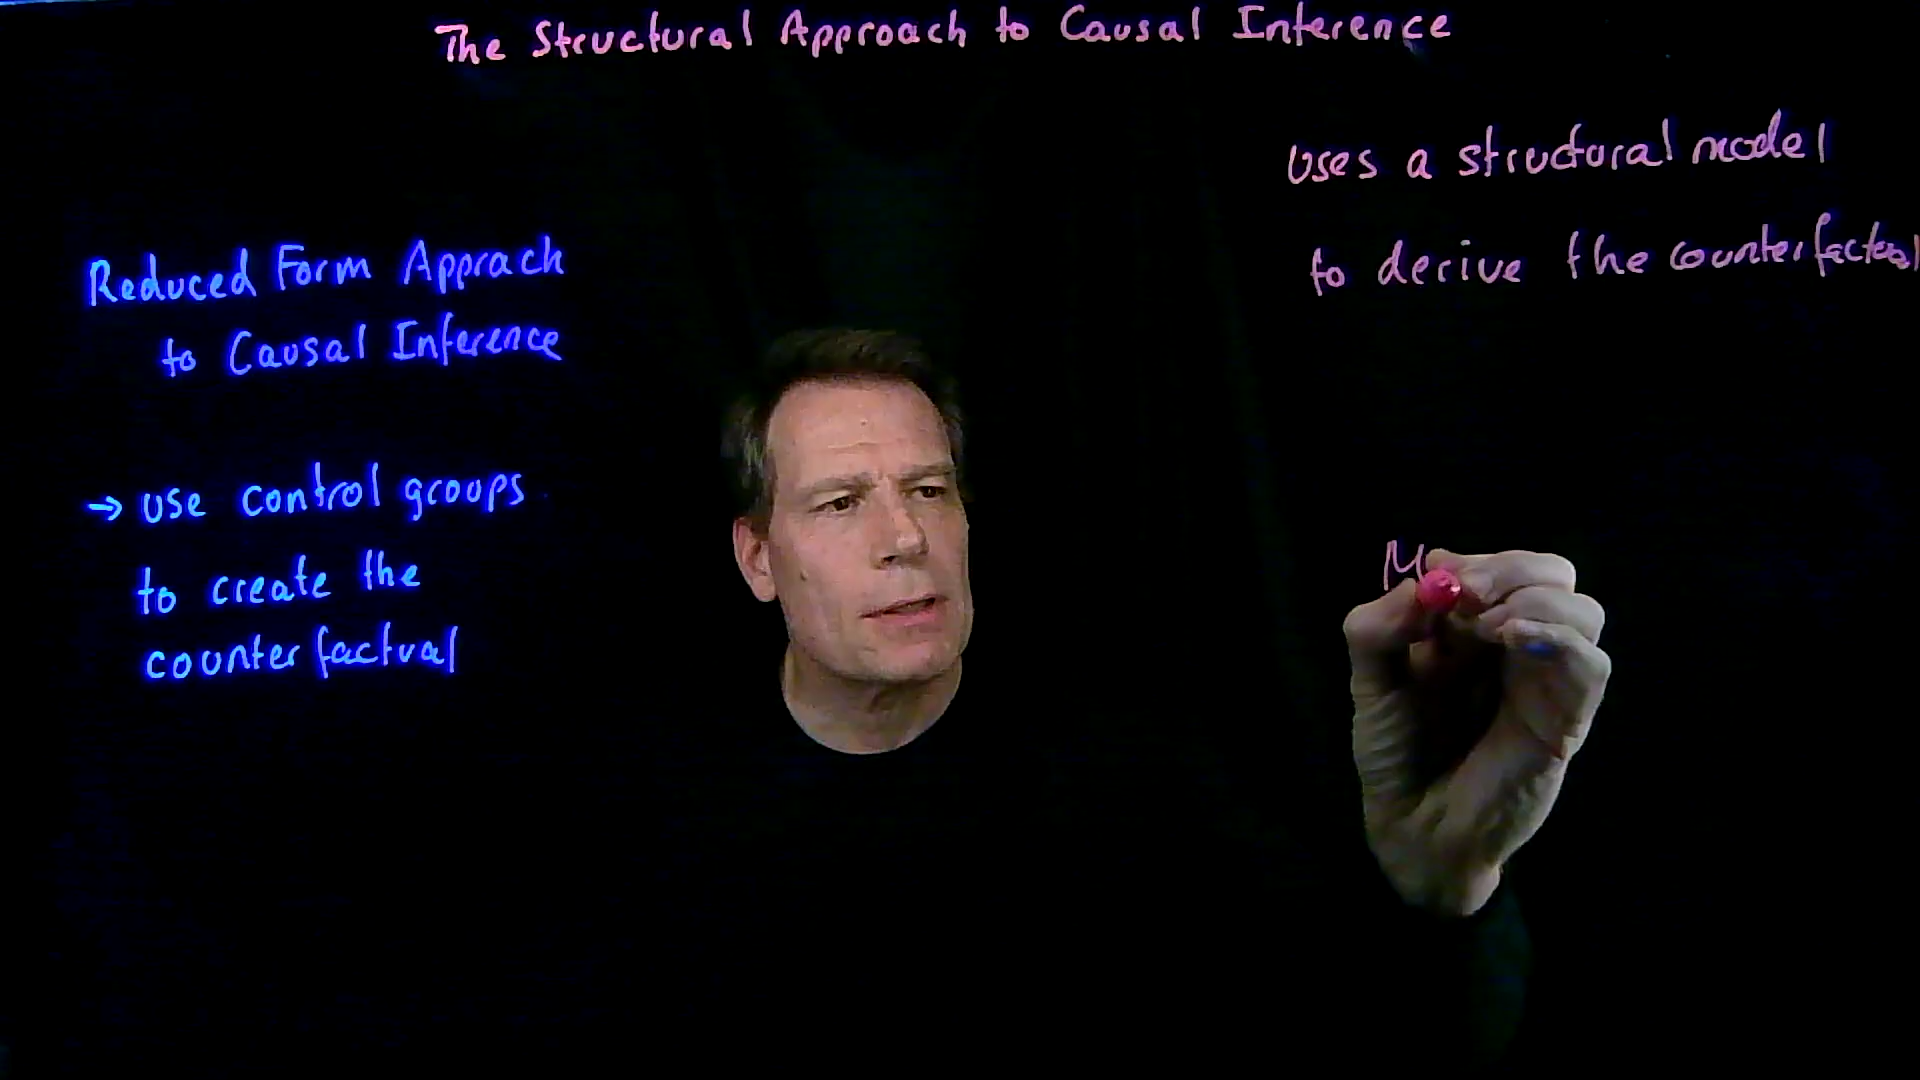 The Structural Approach to Causal Inference
Reduced Form Apprach
to Causal Inference
→ use control groups
to create the
counterfactual
uses a structural model
to derive the counterfactual
M